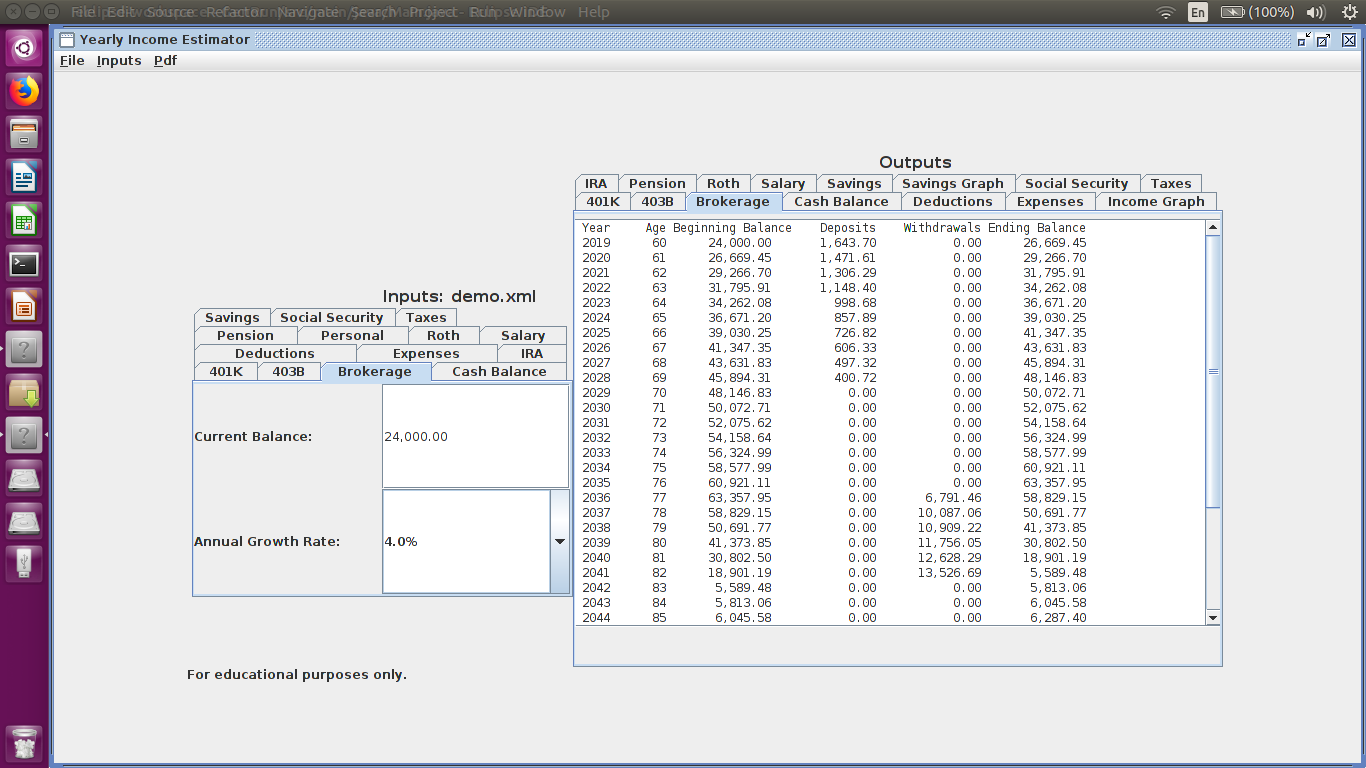 File Edit Source Refactor Navigate Search Project Run Window Help
En (100%)
Yearly Income Estimator
File Inputs Pdf
Outputs
IRA Pension Roth Salary Savings Savings Graph Social Security Taxes
401K 403B Brokerage Cash Balance Deductions Expenses Income Graph
Year Age Beginning Balance Deposits Withdrawals Ending Balance
2019 60 24,000.00 1,643.70 0.00 26,669.45
2020 61 26,669.45 1,471.61 0.00 29,266.70
2021 62 29,266.70 1,306.29 0.00 31,795.91
2022 63 31,795.91 1,148.40 0.00 34,262.08
2023 64 34,262.08 998.68 0.00 36,671.20
2024 65 36,671.20 857.89 0.00 39,030.25
2025 66 39,030.25 726.82 0.00 41,347.35
2026 67 41,347.35 606.33 0.00 43,631.83
2027 68 43,631.83 497.32 0.00 45,894.31
2028 69 45,894.31 400.72 0.00 48,146.83
2029 70 48,146.83 0.00 0.00 50,072.71
2030 71 50,072.71 0.00 0.00 52,075.62
2031 72 52,075.62 0.00 0.00 54,158.64
2032 73 54,158.64 0.00 0.00 56,324.99
2033 74 56,324.99 0.00 0.00 58,577.99
2034 75 58,577.99 0.00 0.00 60,921.11
2035 76 60,921.11 0.00 0.00 63,357.95
2036 77 63,357.95 0.00 6,791.46 58,829.15
2037 78 58,829.15 0.00 10,087.06 50,691.77
2038 79 50,691.77 0.00 10,909.22 41,373.85
2039 80 41,373.85 0.00 11,756.05 30,802.50
2040 81 30,802.50 0.00 12,628.29 18,901.19
2041 82 18,901.19 0.00 13,526.69 5,589.48
2042 83 5,589.48 0.00 0.00 5,813.06
2043 84 5,813.06 0.00 0.00 6,045.58
2044 85 6,045.58 0.00 0.00 6,287.40
Inputs: demo.xml
Savings Social Security Taxes
Pension Personal Roth Salary
Deductions Expenses IRA
401K 403B Brokerage Cash Balance
Current Balance: 24,000.00
Annual Growth Rate: 4.0%
For educational purposes only.